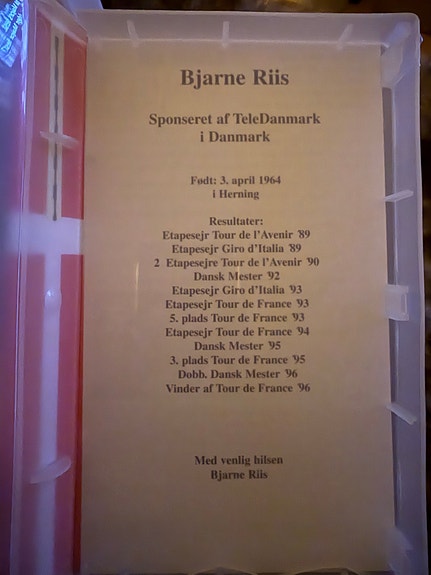 Bjarne Riis
Sponseret af TeleDanmark
i Danmark
Født: 3. april 1964
i Herning
Resultater:
Etapesejr Tour de l'Avenir '89
Etapesejr Giro d'Italia '89
2 Etapesejre Tour de l'Avenir '90
Dansk Mester '92
Etapesejr Giro d'Italia '93
Etapesejr Tour de France '93
5. plads Tour de France '93
Etapesejr Tour de France '94
Dansk Mester '95
3. plads Tour de France '95
Dobb. Dansk Mester '96
Vinder af Tour de France '96
Med venlig hilsen
Bjarne Riis